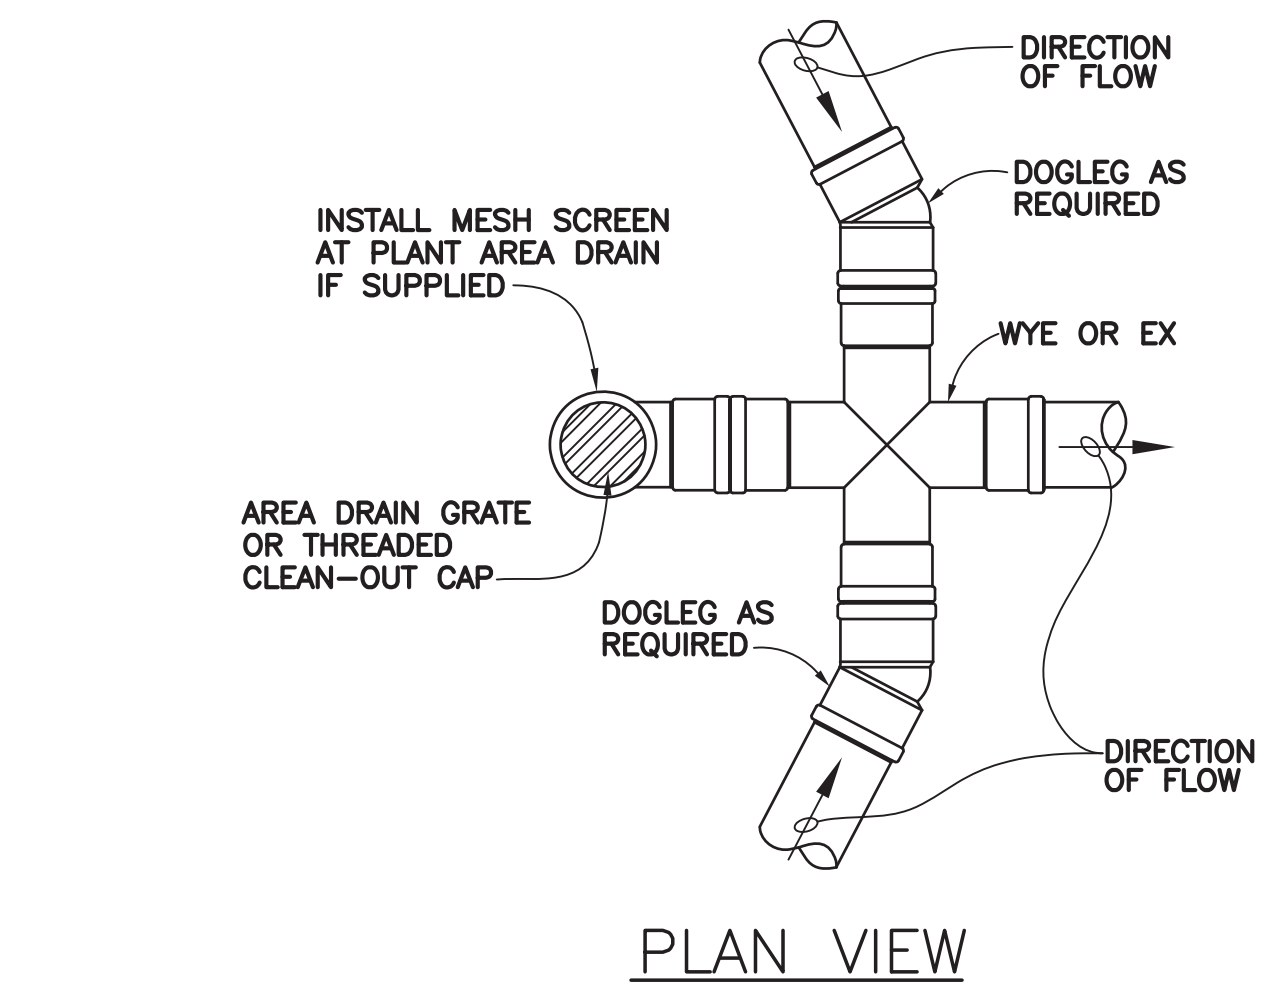 DIRECTION
OF FLOW
DOGLEG AS
REQUIRED
INSTALL MESH SCREEN
AT PLANT AREA DRAIN
IF SUPPLIED
WYE OR EX
AREA DRAIN GRATE
OR THREADED
CLEAN-OUT CAP
DOGLEG AS
REQUIRED
DIRECTION
OF FLOW
PLAN VIEW